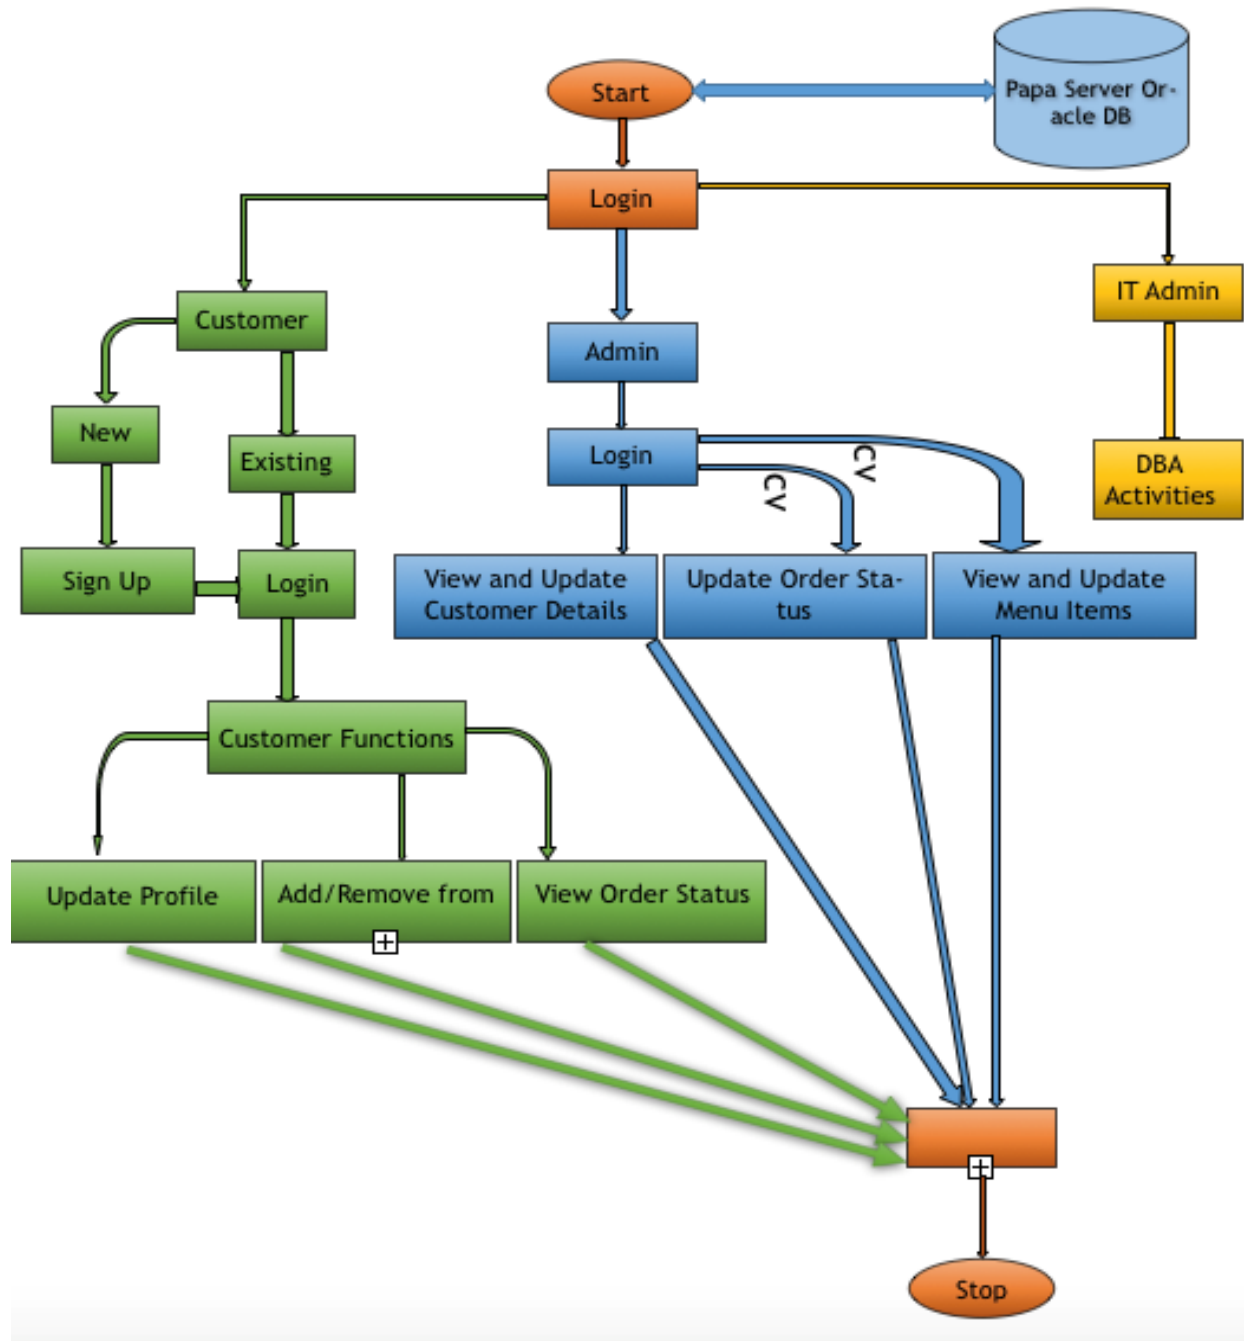 Start
Papa Server Or-
acle DB
Login
Customer
Admin
IT Admin
New
Existing
Login
CV
CV
DBA
Activities
Sign Up
Login
View and Update
Customer Details
Update Order Sta-
tus
View and Update
Menu Items
Customer Functions
Update Profile
Add/Remove from
View Order Status
Stop